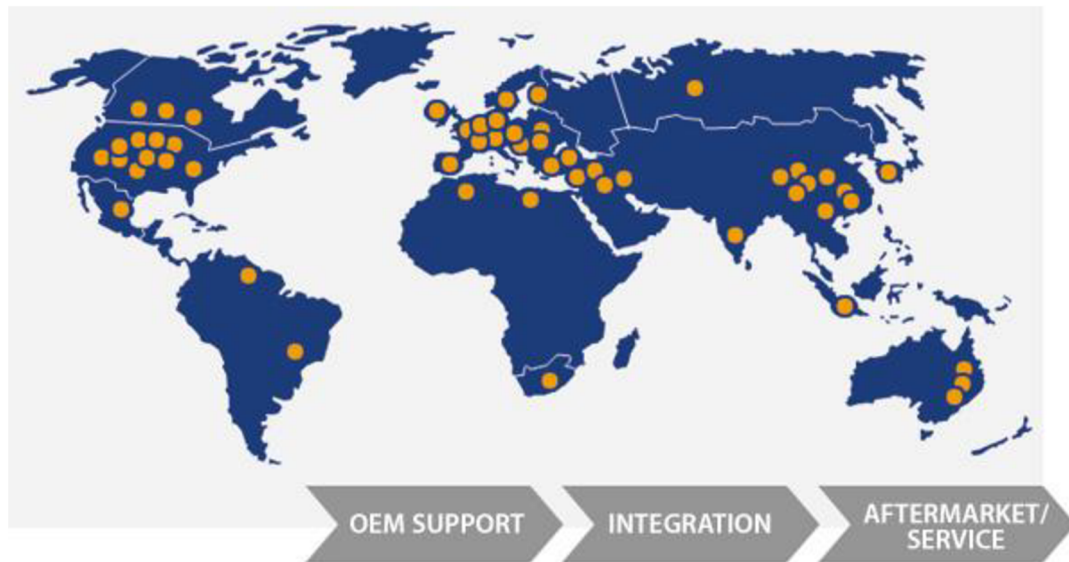 OEM SUPPORT
INTEGRATION
AFTERMARKET/
SERVICE